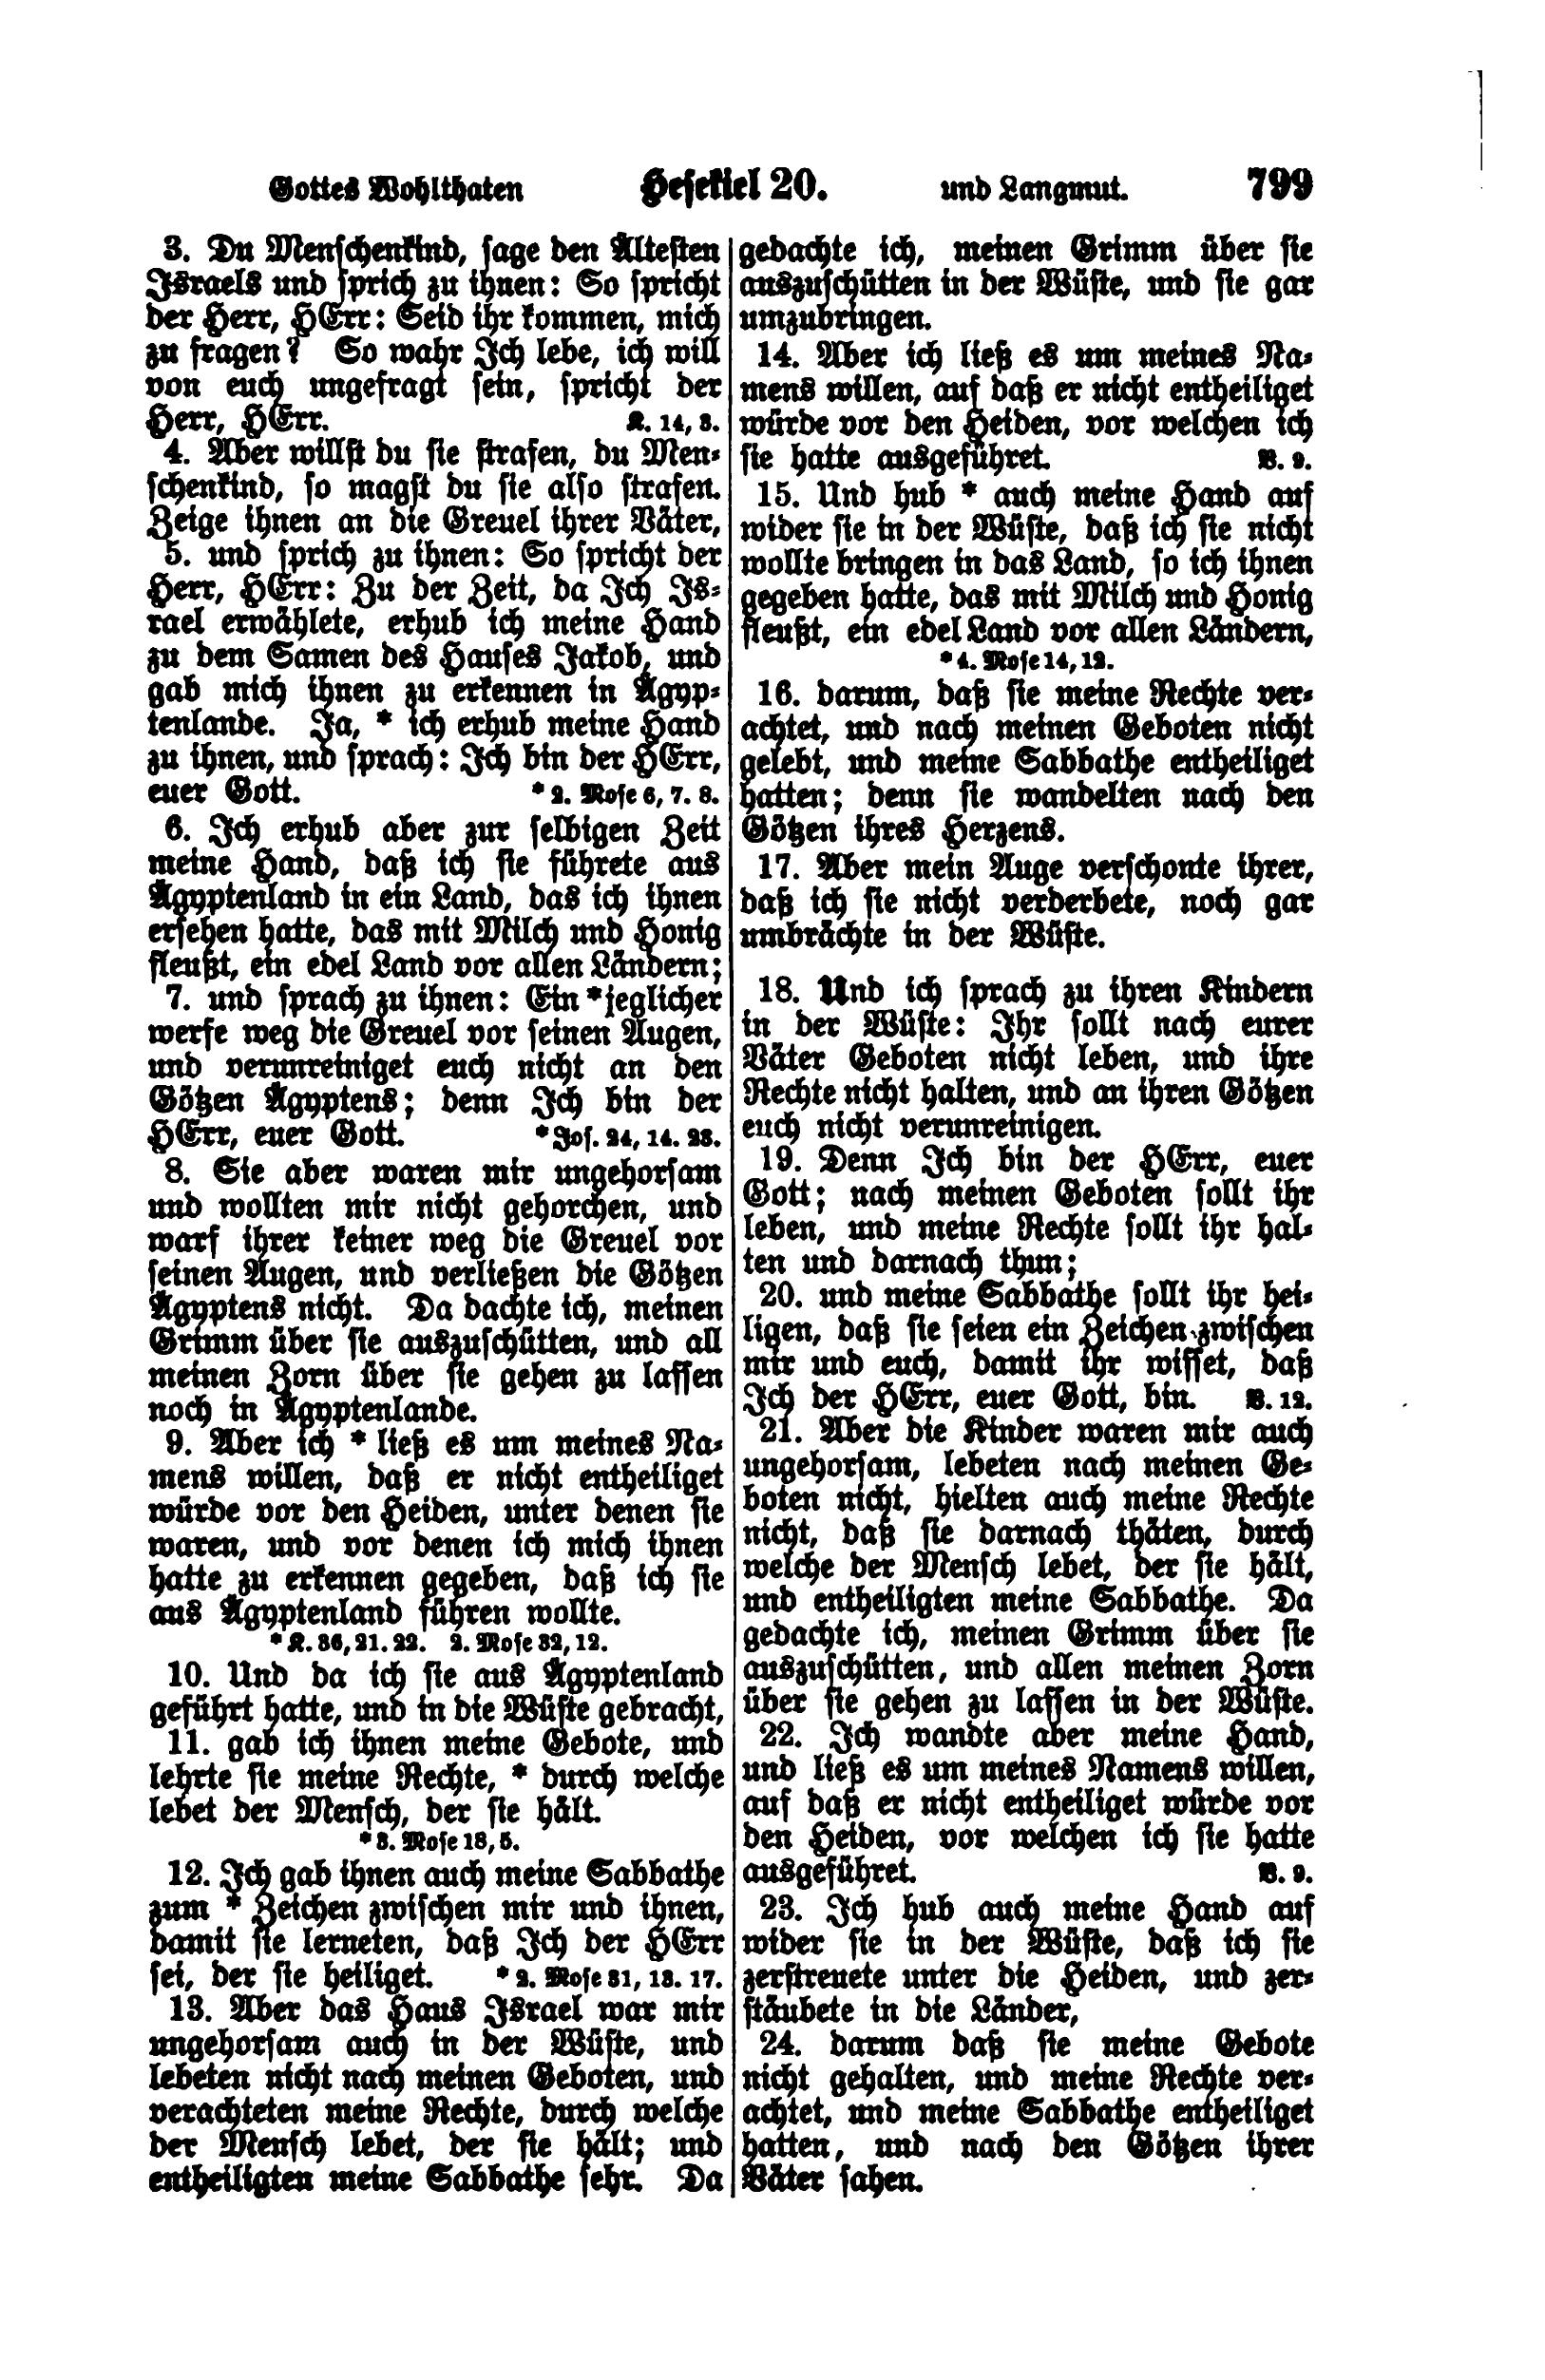 Gottes Wohlthaten Hesekiel 20. und Langmut. 799
3. Du Menschenkind, sage den Ältesten
Israels und sprich zu ihnen: So spricht
der Herr, HErr: Seid ihr kommen, mich
zu fragen? So wahr Ich lebe, ich will
von euch ungefragt sein, spricht der
Herr, HErr. K. 14, 3.
4. Aber willst du sie strafen, du Men-
schenkind, so magst du sie also strafen.
Zeige ihnen an die Greuel ihrer Väter,
5. und sprich zu ihnen: So spricht der
Herr, HErr: Zu der Zeit, da Ich Is-
rael erwählete, erhub ich meine Hand
zu dem Samen des Hauses Jakob, und
gab mich ihnen zu erkennen in Ägyp-
tenlande. Ja, * ich erhub meine Hand
zu ihnen, und sprach: Ich bin der HErr,
euer Gott. * 2. Mose 6, 7. 8.
6. Ich erhub aber zur selbigen Zeit
meine Hand, daß ich sie führete aus
Ägyptenland in ein Land, das ich ihnen
ersehen hatte, das mit Milch und Honig
fleußt, ein edel Land vor allen Ländern;
7. und sprach zu ihnen: Ein *jeglicher
werfe weg die Greuel vor seinen Augen,
und verunreiniget euch nicht an den
Götzen Ägyptens; denn Ich bin der
HErr, euer Gott. * Jos. 24, 14. 23.
8. Sie aber waren mir ungehorsam
und wollten mir nicht gehorchen, und
warf ihrer keiner weg die Greuel vor
seinen Augen, und verließen die Götzen
Ägyptens nicht. Da dachte ich, meinen
Grimm über sie auszuschütten, und all
meinen Zorn über sie gehen zu lassen
noch in Ägyptenlande.
9. Aber ich * ließ es um meines Na-
mens willen, daß er nicht entheiliget
würde vor den Heiden, unter denen sie
waren, und vor denen ich mich ihnen
hatte zu erkennen gegeben, daß ich sie
aus Ägyptenland führen wollte.
* K. 36, 21. 22. 2. Mose 32, 12.
10. Und da ich sie aus Ägyptenland
geführt hatte, und in die Wüste gebracht,
11. gab ich ihnen meine Gebote, und
lehrte sie meine Rechte, * durch welche
lebet der Mensch, der sie hält.
* 3. Mose 18, 5.
12. Ich gab ihnen auch meine Sabbathe
zum * Zeichen zwischen mir und ihnen,
damit sie lerneten, daß Ich der HErr
sei, der sie heiliget. * 2. Mose 31, 13. 17.
13. Aber das Haus Israel war mir
ungehorsam auch in der Wüste, und
lebeten nicht nach meinen Geboten, und
verachteten meine Rechte, durch welche
der Mensch lebet, der sie hält; und
entheiligten meine Sabbathe sehr. Da
gedachte ich, meinen Grimm über sie
auszuschütten in der Wüste, und sie gar
umzubringen.
14. Aber ich ließ es um meines Na-
mens willen, auf daß er nicht entheiliget
würde vor den Heiden, vor welchen ich
sie hatte ausgeführet. V. 9.
15. Und hub * auch meine Hand auf
wider sie in der Wüste, daß ich sie nicht
wollte bringen in das Land, so ich ihnen
gegeben hatte, das mit Milch und Honig
fleußt, ein edel Land vor allen Ländern,
* 4. Mose 14, 12.
16. darum, daß sie meine Rechte ver-
achtet, und nach meinen Geboten nicht
gelebt, und meine Sabbathe entheiliget
hatten; denn sie wandelten nach den
Götzen ihres Herzens.
17. Aber mein Auge verschonte ihrer,
daß ich sie nicht verderbete, noch gar
umbrächte in der Wüste.
18. Und ich sprach zu ihren Kindern
in der Wüste: Ihr sollt nach eurer
Väter Geboten nicht leben, und ihre
Rechte nicht halten, und an ihren Götzen
euch nicht verunreinigen.
19. Denn Ich bin der HErr, euer
Gott; nach meinen Geboten sollt ihr
leben, und meine Rechte sollt ihr hal-
ten und darnach thun;
20. und meine Sabbathe sollt ihr hei-
ligen, daß sie seien ein Zeichen zwischen
mir und euch, damit ihr wisset, daß
Ich der HErr, euer Gott, bin. V. 12.
21. Aber die Kinder waren mir auch
ungehorsam, lebeten nach meinen Ge-
boten nicht, hielten auch meine Rechte
nicht, daß sie darnach thäten, durch
welche der Mensch lebet, der sie hält,
und entheiligten meine Sabbathe. Da
gedachte ich, meinen Grimm über sie
auszuschütten, und allen meinen Zorn
über sie gehen zu lassen in der Wüste.
22. Ich wandte aber meine Hand,
und ließ es um meines Namens willen,
auf daß er nicht entheiliget würde vor
den Heiden, vor welchen ich sie hatte
ausgeführet. V. 9.
23. Ich hub auch meine Hand auf
wider sie in der Wüste, daß ich sie
zerstreuete unter die Heiden, und zer-
stäubete in die Länder,
24. darum daß sie meine Gebote
nicht gehalten, und meine Rechte ver-
achtet, und meine Sabbathe entheiliget
hatten, und nach den Götzen ihrer
Väter sahen.